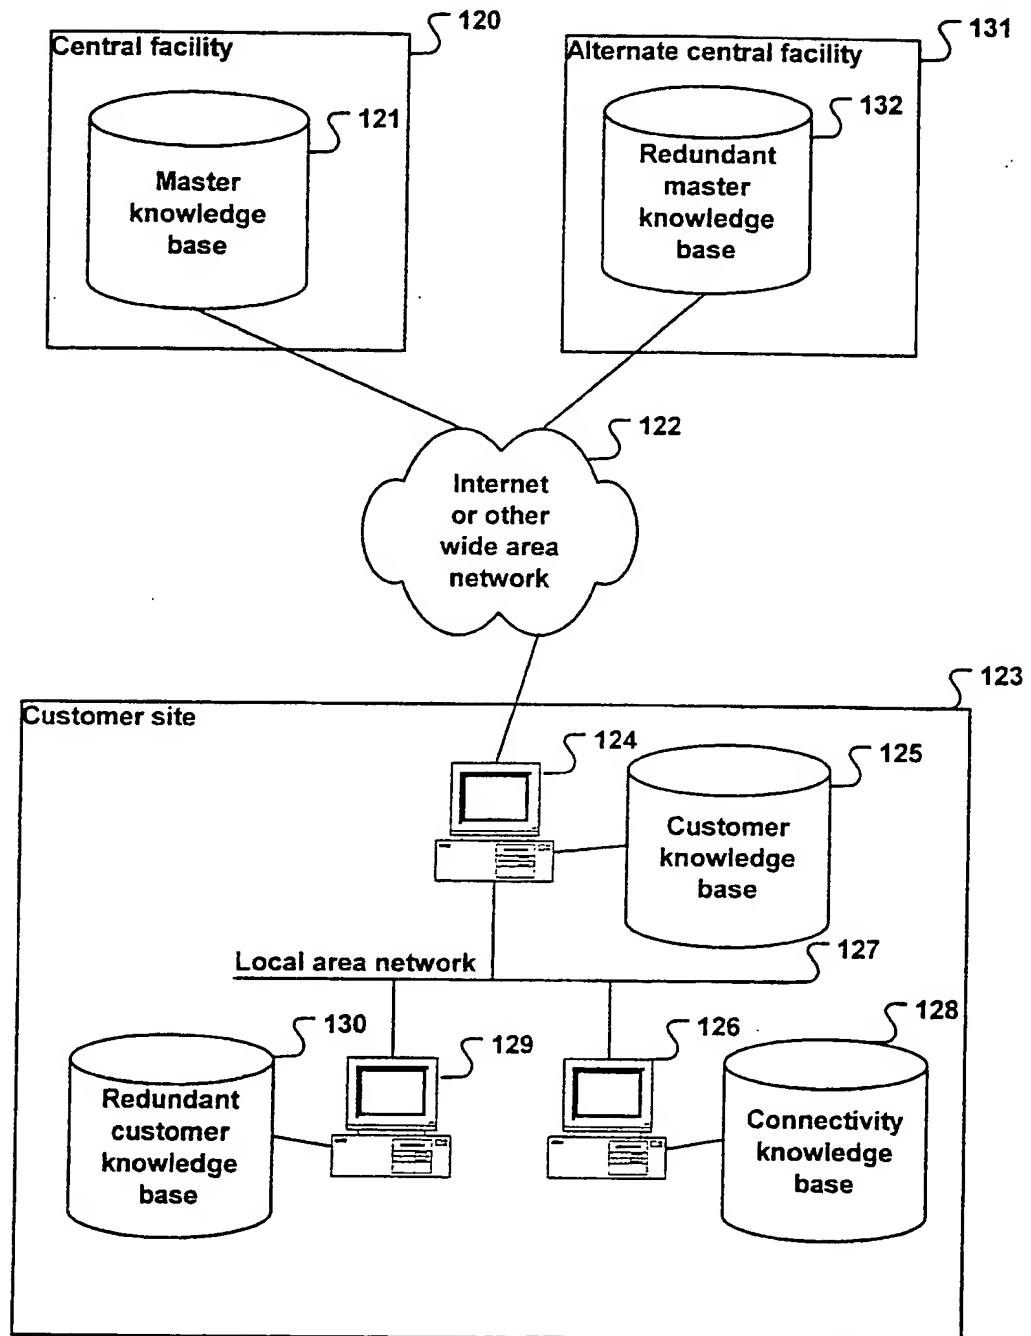 120
131
Central facility
Alternate central facility
121
132
Master
knowledge
base
Redundant
master
knowledge
base
122
Internet
or other
wide area
network
123
Customer site
124
125
Customer
knowledge
base
Local area network
127
130
129
126
128
Redundant
customer
knowledge
base
Connectivity
knowledge
base